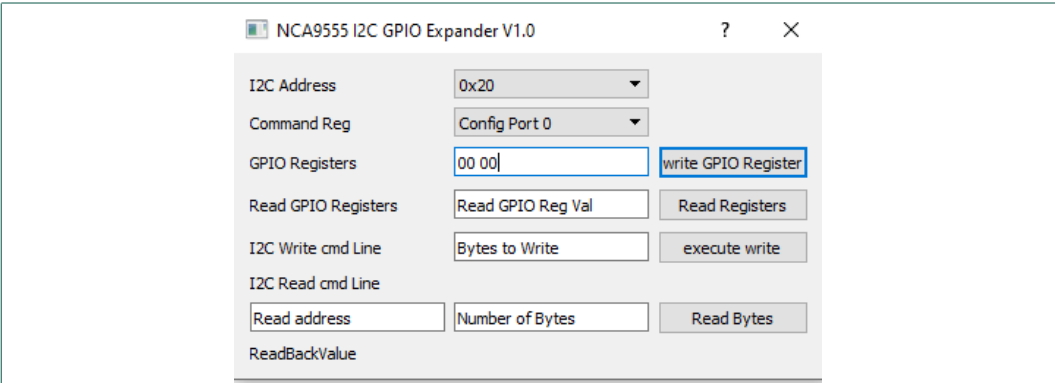 NCA9555 I2C GPIO Expander V1.0 ?
I2C Address 0x20
Command Reg Config Port 0
GPIO Registers 00 00 write GPIO Register
Read GPIO Registers Read GPIO Reg Val Read Registers
I2C Write cmd Line Bytes to Write execute write
I2C Read cmd Line
Read address Number of Bytes Read Bytes
ReadBackValue